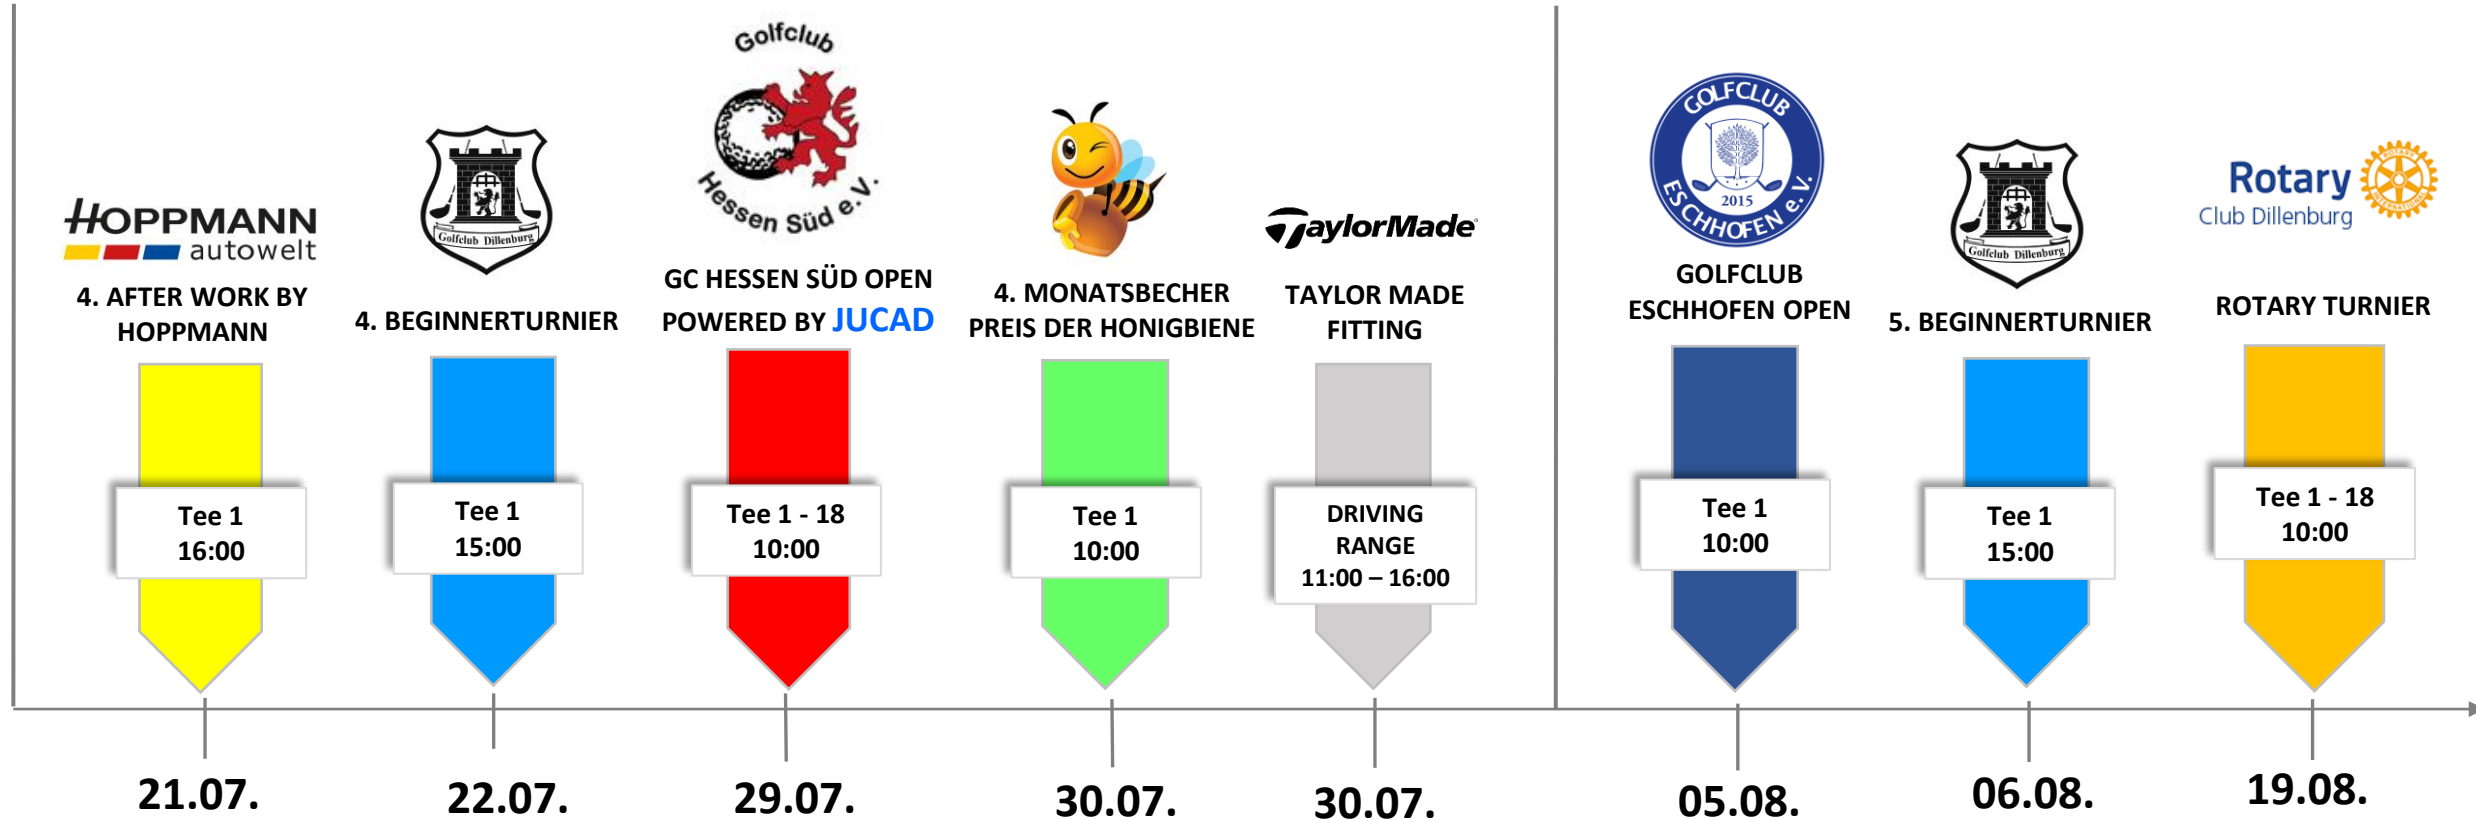 HOPPMANN
autowelt
4. AFTER WORK BY
HOPPMANN
Tee 1
16:00
21.07.
Golfclub Dillenburg
4. BEGINNERTURNIER
Tee 1
15:00
22.07.
Golfclub
Hessen Süd e.V.
GC HESSEN SÜD OPEN
POWERED BY JUCAD
Tee 1 - 18
10:00
29.07.
4. MONATSBECHER
PREIS DER HONIGBIENE
Tee 1
10:00
30.07.
TaylorMade
TAYLOR MADE
FITTING
DRIVING
RANGE
11:00 – 16:00
30.07.
GOLFCLUB
2015
ESCHHOFEN e.V.
GOLFCLUB
ESCHHOFEN OPEN
Tee 1
10:00
05.08.
Golfclub Dillenburg
5. BEGINNERTURNIER
Tee 1
15:00
06.08.
Rotary
Club Dillenburg
ROTARY
INTERNATIONAL
ROTARY TURNIER
Tee 1 - 18
10:00
19.08.